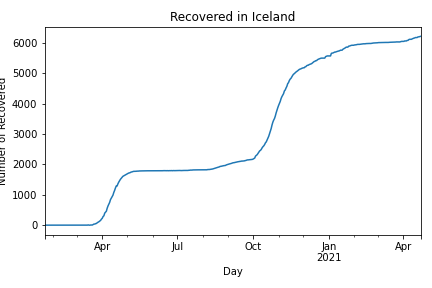 Recovered in Iceland
6000
5000
4000
3000
2000
1000
0
Number of Recovered
Apr Jul Oct Jan Apr
2021
Day